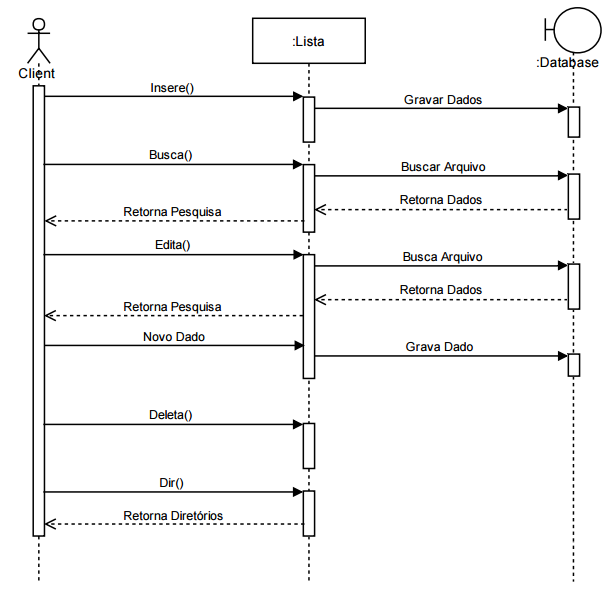 :Lista
Client
:Database
Insere()
Gravar Dados
Busca()
Buscar Arquivo
Retorna Dados
Retorna Pesquisa
Edita()
Busca Arquivo
Retorna Dados
Retorna Pesquisa
Novo Dado
Grava Dado
Deleta()
Dir()
Retorna Diretórios